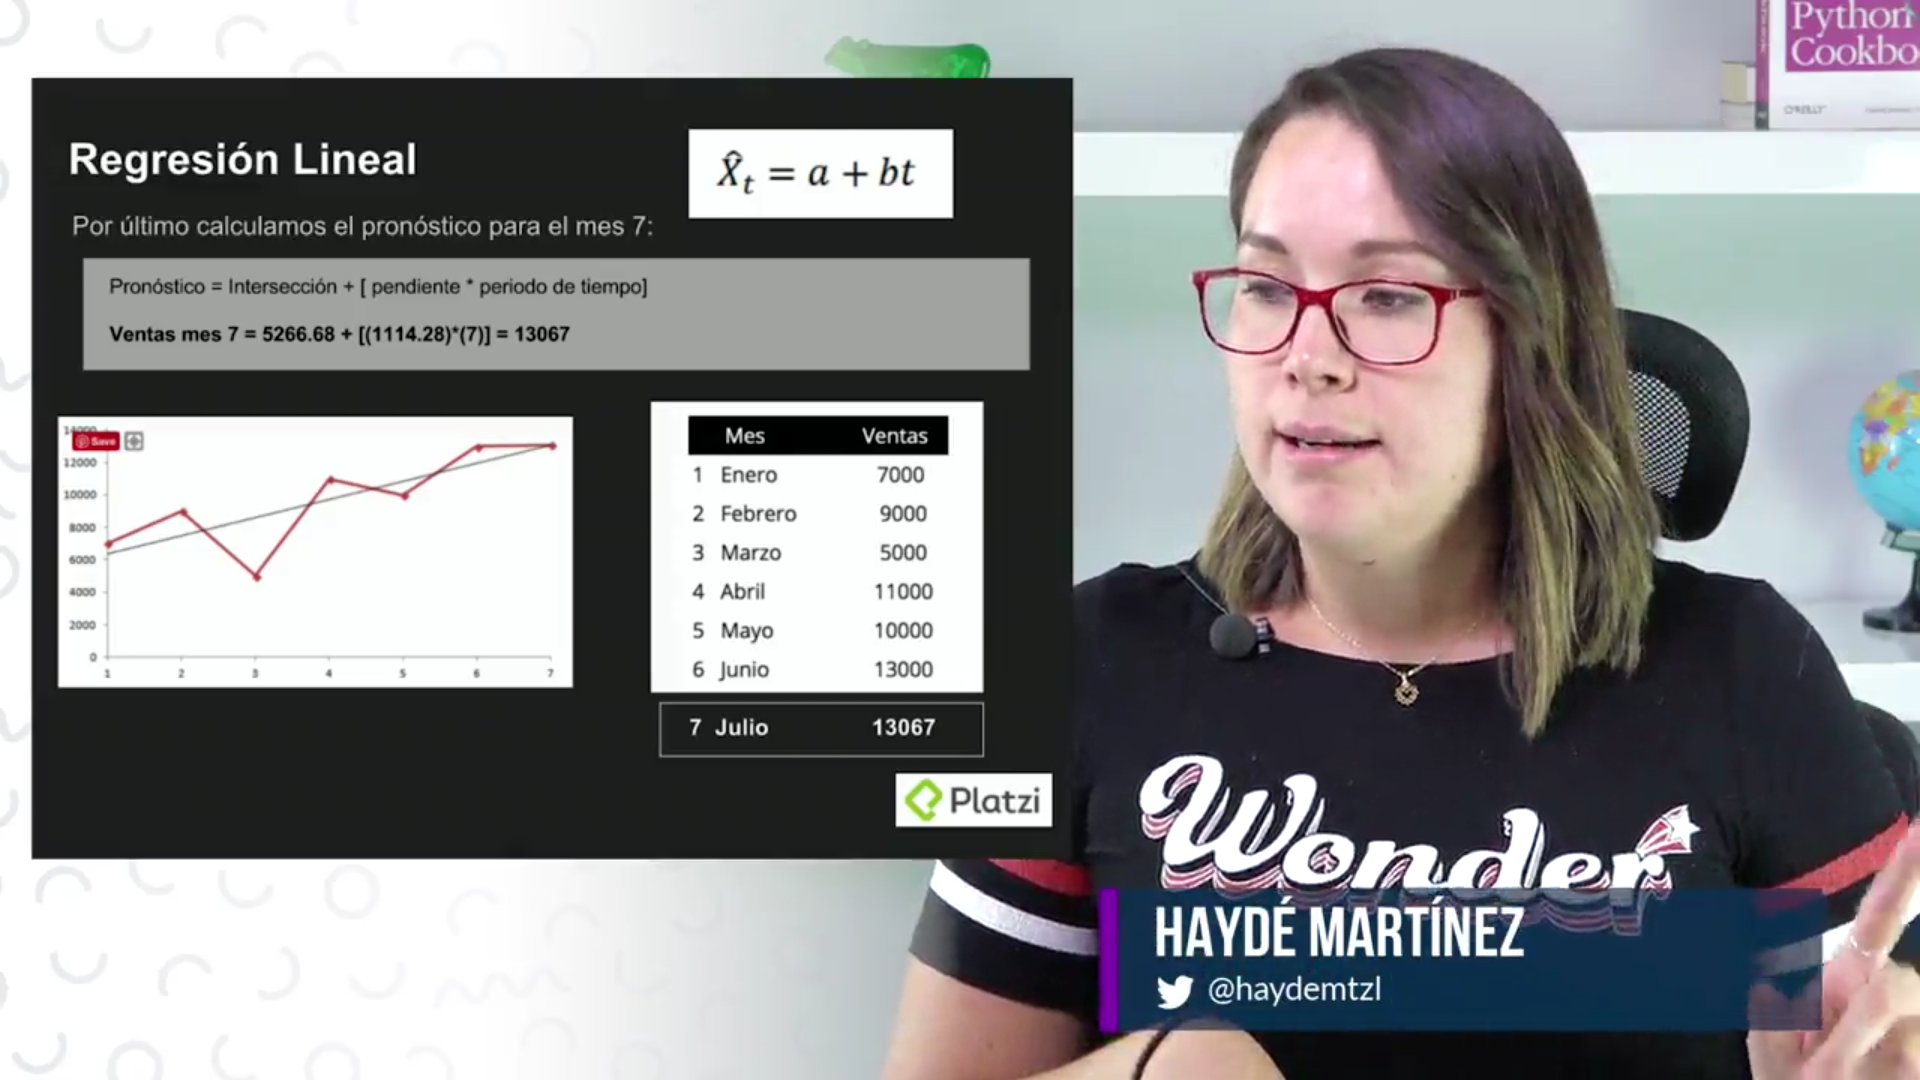 Python
Cookbo
O'REILLY
Regresión Lineal
X̂t = a + bt
Por último calculamos el pronóstico para el mes 7:
Pronóstico = Intersección + [ pendiente * periodo de tiempo]
Ventas mes 7 = 5266.68 + [(1114.28)*(7)] = 13067
14000
Save
12000
10000
8000
6000
4000
2000
0
1 2 3 4 5 6 7
Mes Ventas
1 Enero 7000
2 Febrero 9000
3 Marzo 5000
4 Abril 11000
5 Mayo 10000
6 Junio 13000
7 Julio 13067
Platzi
Wonder
HAYDÉ MARTÍNEZ
@haydemtzl